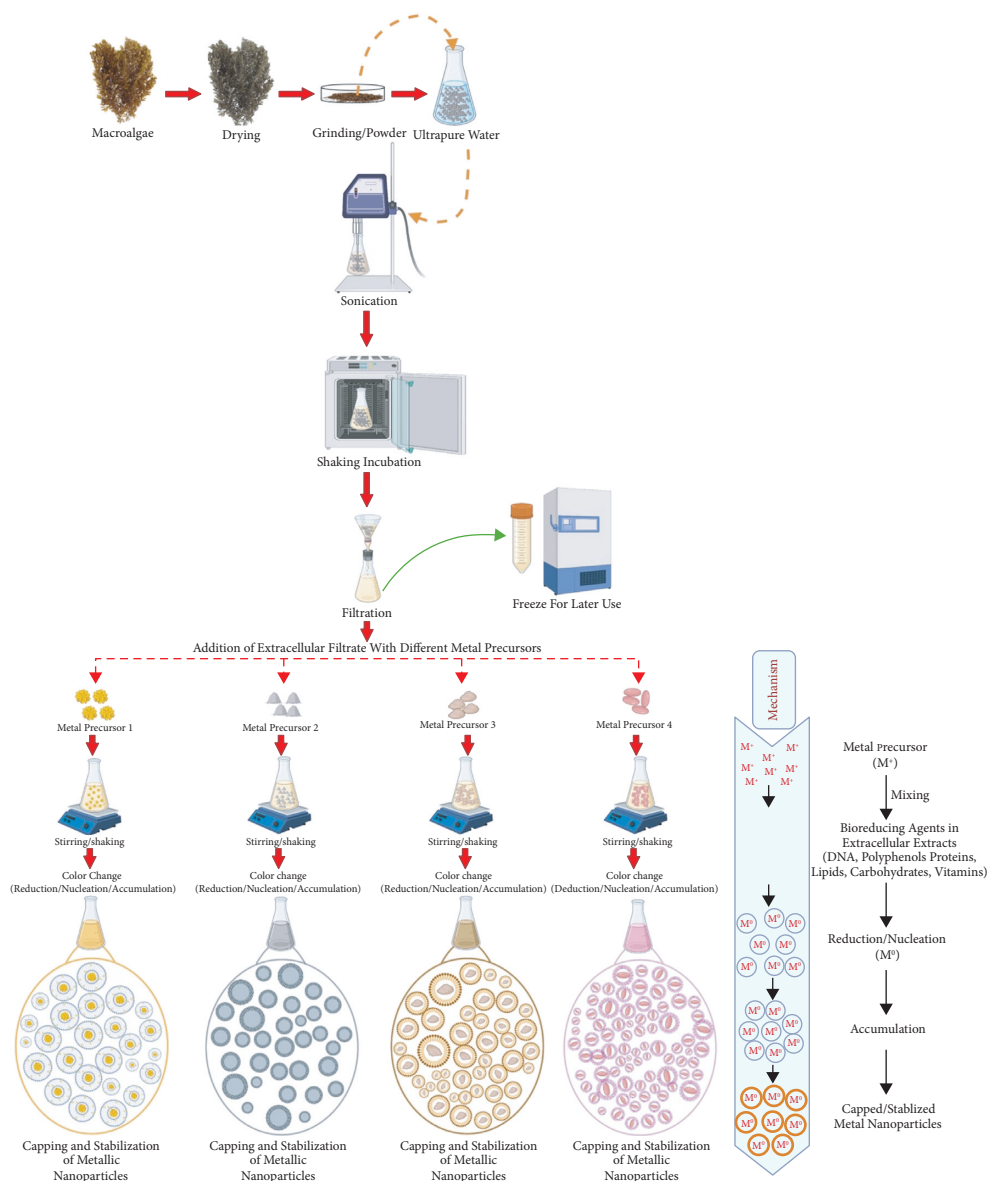 Macroalgae
Drying
Grinding/Powder
Ultrapure Water
Sonication
Shaking Incubation
Filtration
Freeze For Later Use
Addition of Extracellular Filtrate With Different Metal Precursors
Metal Precursor 1
Metal Precursor 2
Metal Precursor 3
Metal Precursor 4
Stirring/shaking
Stirring/shaking
Stirring/shaking
Stirring/shaking
Color Change
(Reduction/Nucleation/Accumulation)
Color change
(Reduction/Nucleation/Accumulation)
Color change
(Reduction/Nucleation/Accumulation)
Color change
(Deduction/Nucleation/Accumulation)
Capping and Stabilization
of Metallic
Nanoparticles
Capping and Stabilization
of Metallic
Nanoparticles
Capping and Stabilization
of Metallic
Nanoparticles
Capping and Stabilization
of Metallic
Nanoparticles
Mechanism
M⁺ M⁺
M⁺
M⁺ M⁺ M⁺
M⁺ M⁺
M⁰ M⁰ M⁰
M⁰ M⁰
M⁰ M⁰ M⁰
M⁰ M⁰
M⁰ M⁰ M⁰
M⁰ M⁰ M⁰
M⁰ M⁰ M⁰
M⁰ M⁰ M⁰
M⁰ M⁰
Metal Precursor
(M⁺)
Mixing
Bioreducing Agents in
Extracellular Extracts
(DNA, Polyphenols Proteins,
Lipids, Carbohydrates, Vitamins)
Reduction/Nucleation
(M⁰)
Accumulation
Capped/Stablized
Metal Nanoparticles